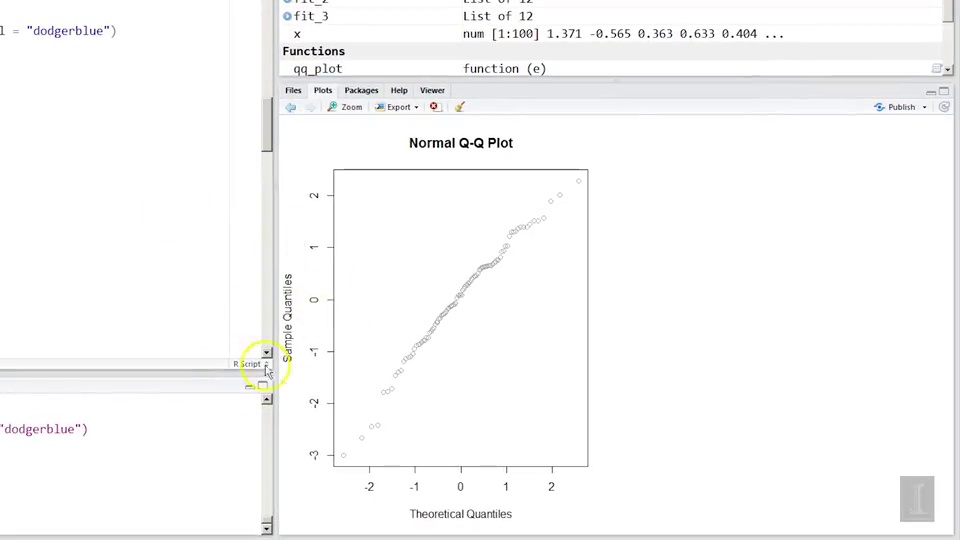 l = "dodgerblue")
R Script
"dodgerblue")
fit_2 List of 12
fit_3 List of 12
x num [1:100] 1.371 -0.565 0.363 0.633 0.404 ...
Functions
qq_plot function (e)
Files Plots Packages Help Viewer
Zoom Export Publish
Normal Q-Q Plot
Sample Quantiles
2
1
0
-1
-2
-3
-2 -1 0 1 2
Theoretical Quantiles
I